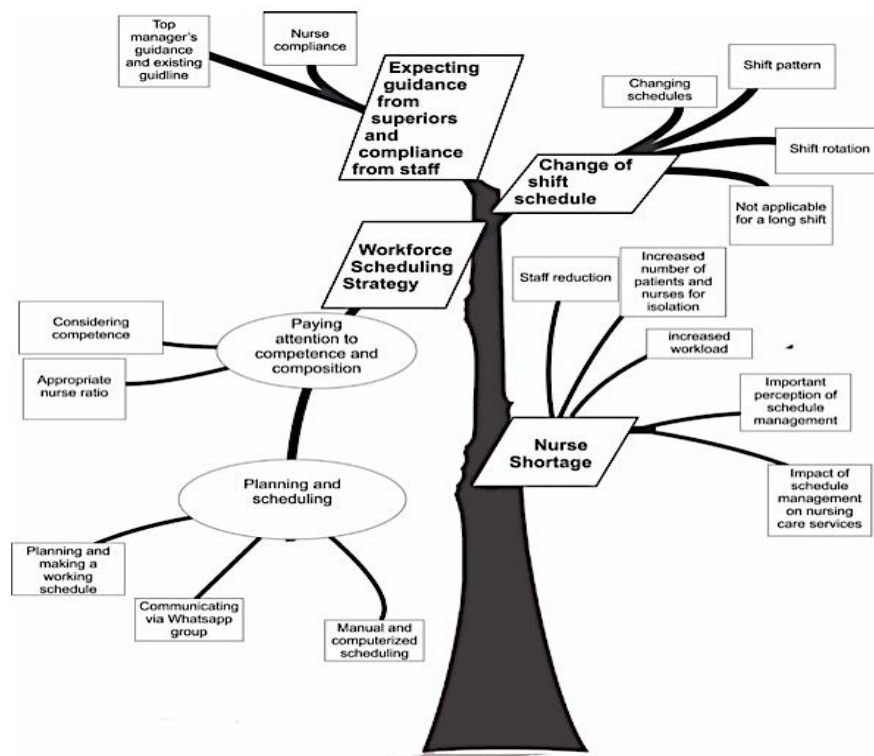 Top
manager's
guidance
and existing
guidline
Nurse
compliance
Expecting
guidance
from
superiors
and
compliance
from staff
Changing
schedules
Shift pattern
Shift rotation
Not applicable
for a long shift
Change of
shift
schedule
Workforce
Scheduling
Strategy
Considering
competence
Appropriate
nurse ratio
Paying
attention to
competence and
composition
Planning and
scheduling
Planning and
making a
working
schedule
Communicating
via Whatsapp
group
Manual and
computerized
scheduling
Staff reduction
Increased
number of
patients and
nurses for
isolation
increased
workload
Important
perception of
schedule
management
Impact of
schedule
management
on nursing
care services
Nurse
Shortage